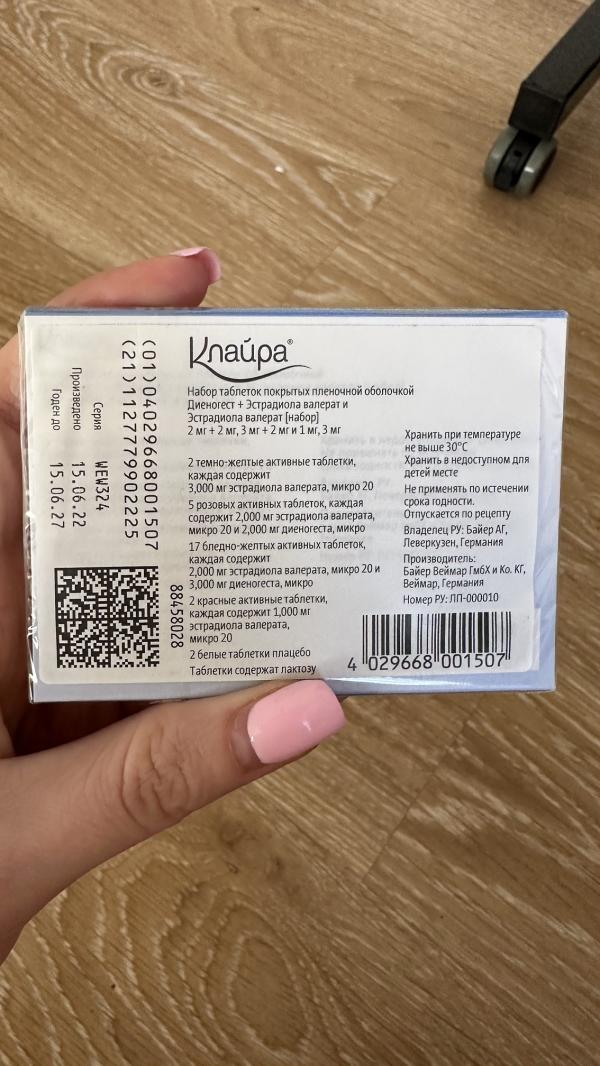 Клайра®
Набор таблеток покрытых пленочной оболочкой
Диеногест + Эстрадиола валерат и
Эстрадиола валерат [набор]
2 мг + 2 мг, 3 мг + 2 мг и 1 мг, 3 мг
2 темно-желтые активные таблетки,
каждая содержит
3,000 мг эстрадиола валерата, микро 20
5 розовых активных таблеток, каждая
содержит 2,000 мг эстрадиола валерата,
микро 20 и 2,000 мг диеногеста, микро
17 бледно-желтых активных таблеток,
каждая содержит
2,000 мг эстрадиола валерата, микро 20 и
3,000 мг диеногеста, микро
2 красные активные таблетки,
каждая содержит 1,000 мг
эстрадиола валерата,
микро 20
2 белые таблетки плацебо
Таблетки содержат лактозу
Хранить при температуре
не выше 30°C
Хранить в недоступном для
детей месте
Не применять по истечении
срока годности.
Отпускается по рецепту
Владелец РУ: Байер АГ,
Леверкузен, Германия
Производитель:
Байер Веймар ГмбХ и Ко. КГ,
Веймар, Германия
Номер РУ: ЛП-000010
4 029668 001507
(01)04029668001507
(21)1127779902225
Серия WEW324
Произведено 15.06.22
Годен до 15.06.27
88458028